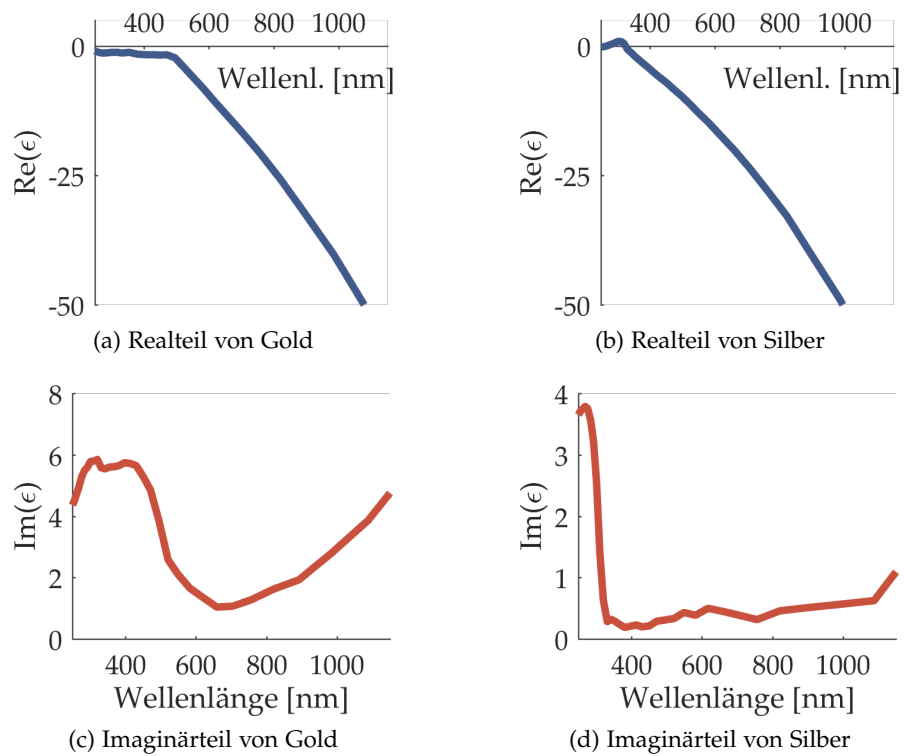 400 600 800 1000
0
Wellenl. [nm]
Re(ϵ)
-25
-50
(a) Realteil von Gold
400 600 800 1000
0
Wellenl. [nm]
Re(ϵ)
-25
-50
(b) Realteil von Silber
8
6
4
2
0
Im(ϵ)
400 600 800 1000
Wellenlänge [nm]
(c) Imaginärteil von Gold
4
3
2
1
0
Im(ϵ)
400 600 800 1000
Wellenlänge [nm]
(d) Imaginärteil von Silber